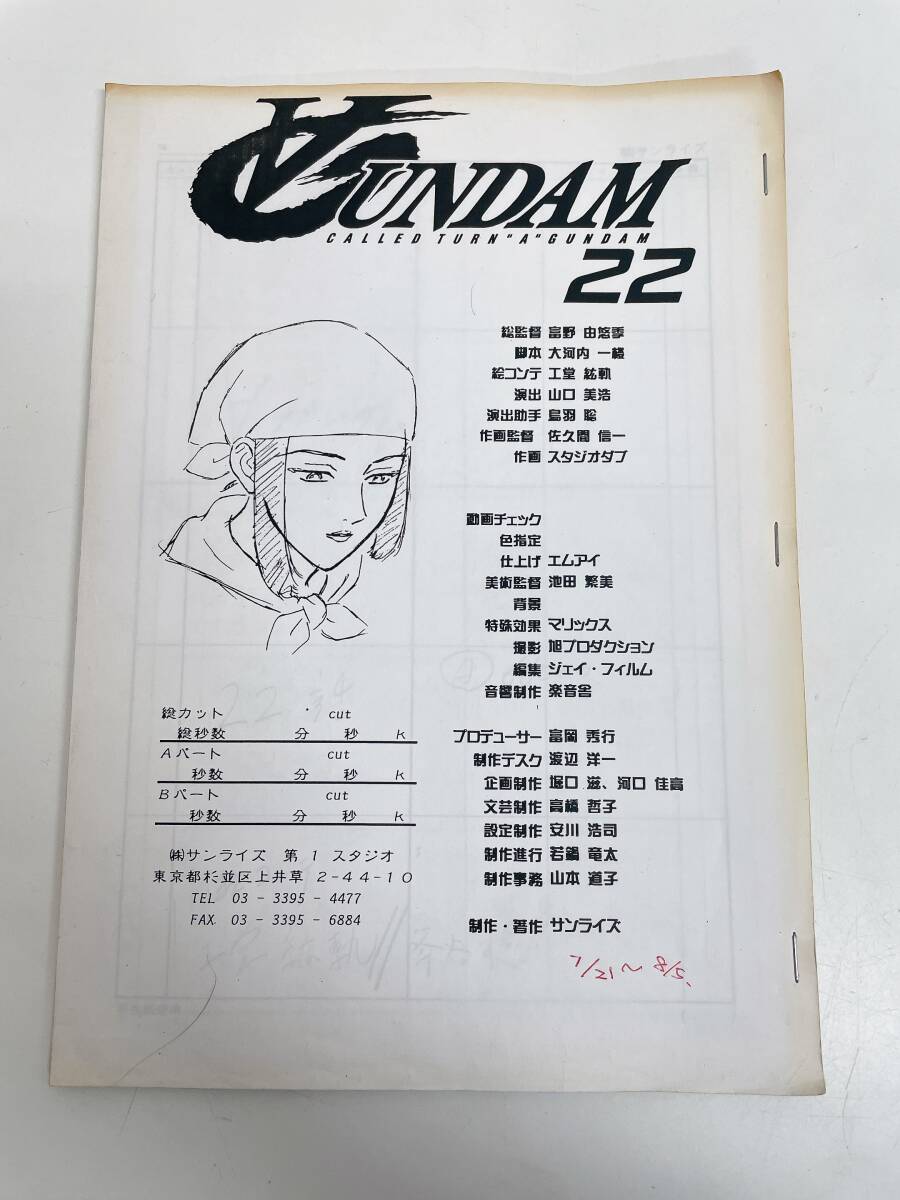 ∀GUNDAM
CALLED TURN"A"GUNDAM
22
総監督 富野 由悠季
脚本 大河内 一楼
絵コンテ 工堂 紘軌
演出 山口 美浩
演出助手 鳥羽 聡
作画監督 佐久間 信一
作画 スタジオダブ
動画チェック
色指定
仕上げ エムアイ
美術監督 池田 繁美
背景
特殊効果 マリックス
撮影 旭プロダクション
編集 ジェイ・フィルム
音響制作 楽音舎
プロデューサー 富岡 秀行
制作デスク 渡辺 洋一
企画制作 堀口 滋、河口 佳高
文芸制作 高橋 哲子
設定制作 安川 浩司
制作進行 若鍋 竜太
制作事務 山本 道子
制作・著作 サンライズ
7/21〜8/5.
総カット cut
総秒数 分 秒 k
Aパート cut
秒数 分 秒 k
Bパート cut
秒数 分 秒 k
㈱サンライズ 第1 スタジオ
東京都杉並区上井草 2-44-10
TEL 03 - 3395 - 4477
FAX 03 - 3395 - 6884